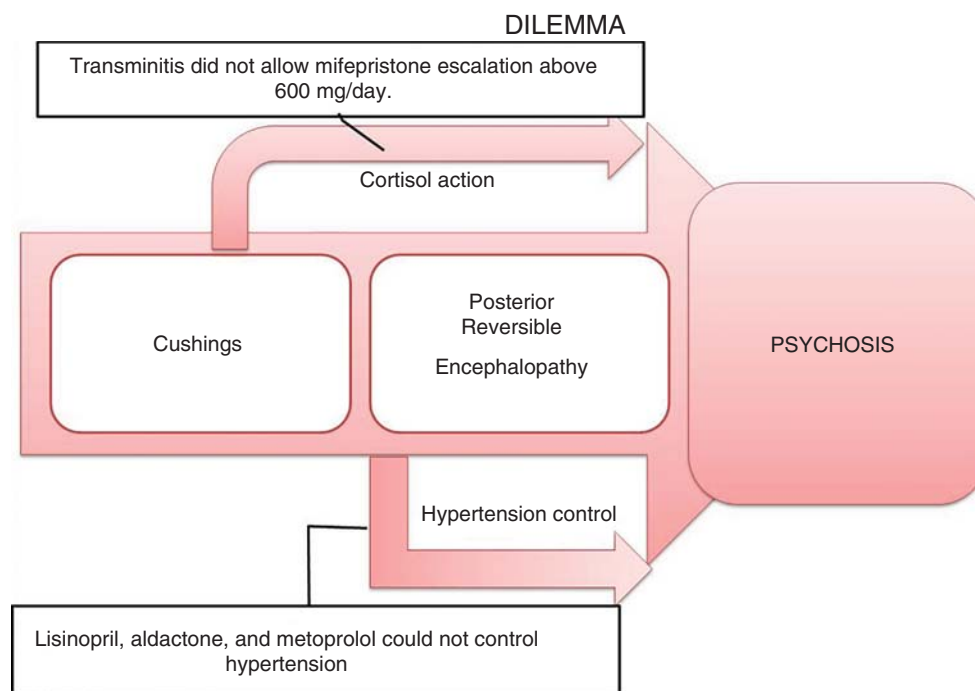 DILEMMA
Transminitis did not allow mifepristone escalation above
600 mg/day.
Cortisol action
Cushings
Posterior
Reversible
Encephalopathy
PSYCHOSIS
Hypertension control
Lisinopril, aldactone, and metoprolol could not control
hypertension